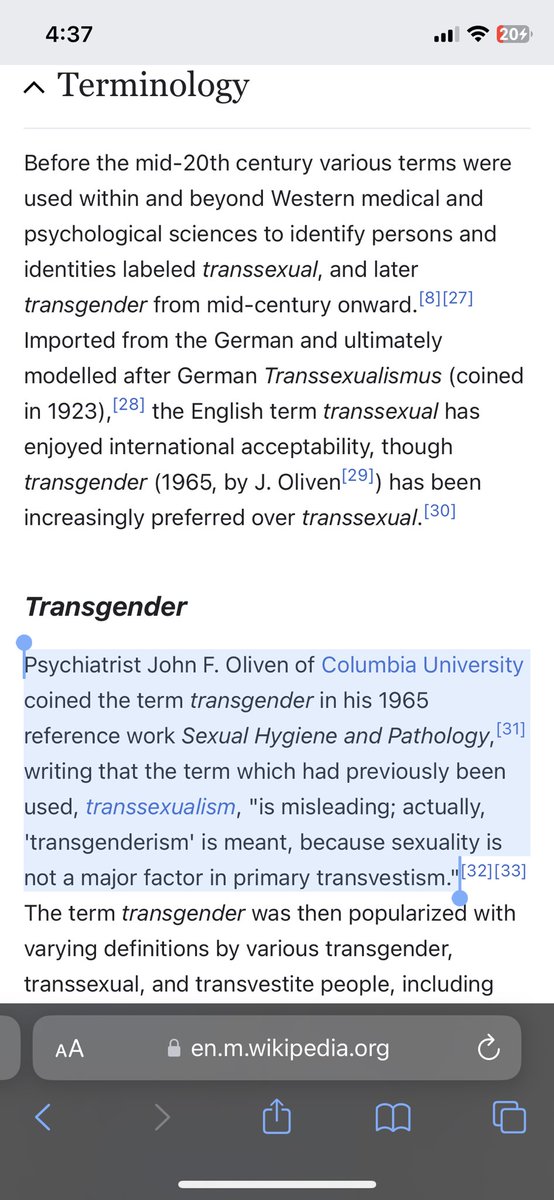 4:37
20
Terminology
Before the mid-20th century various terms were
used within and beyond Western medical and
psychological sciences to identify persons and
identities labeled transsexual, and later
transgender from mid-century onward.[8][27]
Imported from the German and ultimately
modelled after German Transsexualismus (coined
in 1923),[28] the English term transsexual has
enjoyed international acceptability, though
transgender (1965, by J. Oliven[29]) has been
increasingly preferred over transsexual.[30]
Transgender
Psychiatrist John F. Oliven of Columbia University
coined the term transgender in his 1965
reference work Sexual Hygiene and Pathology,[31]
writing that the term which had previously been
used, transsexualism, "is misleading; actually,
'transgenderism' is meant, because sexuality is
not a major factor in primary transvestism."[32][33]
The term transgender was then popularized with
varying definitions by various transgender,
transsexual, and transvestite people, including
AA en.m.wikipedia.org